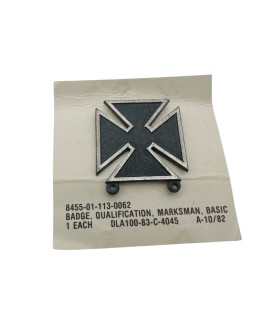 8455-01-113-0062
BADGE, QUALIFICATION, MARKSMAN, BASIC
1 EACH DLA100-83-C-4045 A-10/82